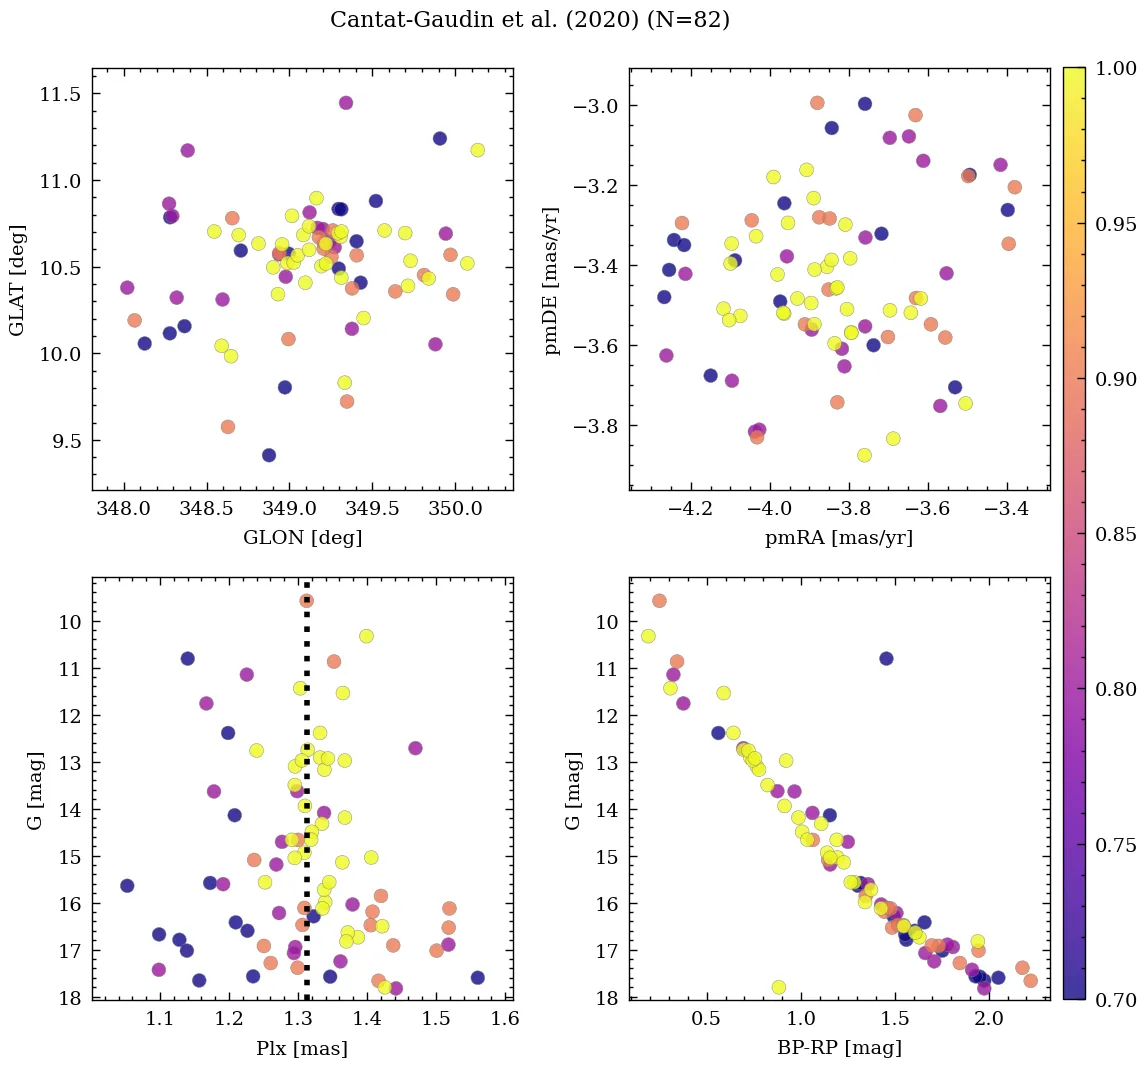 Cantat-Gaudin et al. (2020) (N=82)
11.5
11.0
10.5
10.0
9.5
GLAT [deg]
348.0 348.5 349.0 349.5 350.0
GLON [deg]
−3.0
−3.2
−3.4
−3.6
−3.8
pmDE [mas/yr]
−4.2 −4.0 −3.8 −3.6 −3.4
pmRA [mas/yr]
1.00
0.95
0.90
0.85
0.80
0.75
0.70
10
11
12
13
14
15
16
17
18
G [mag]
1.1 1.2 1.3 1.4 1.5 1.6
Plx [mas]
10
11
12
13
14
15
16
17
18
G [mag]
0.5 1.0 1.5 2.0
BP-RP [mag]